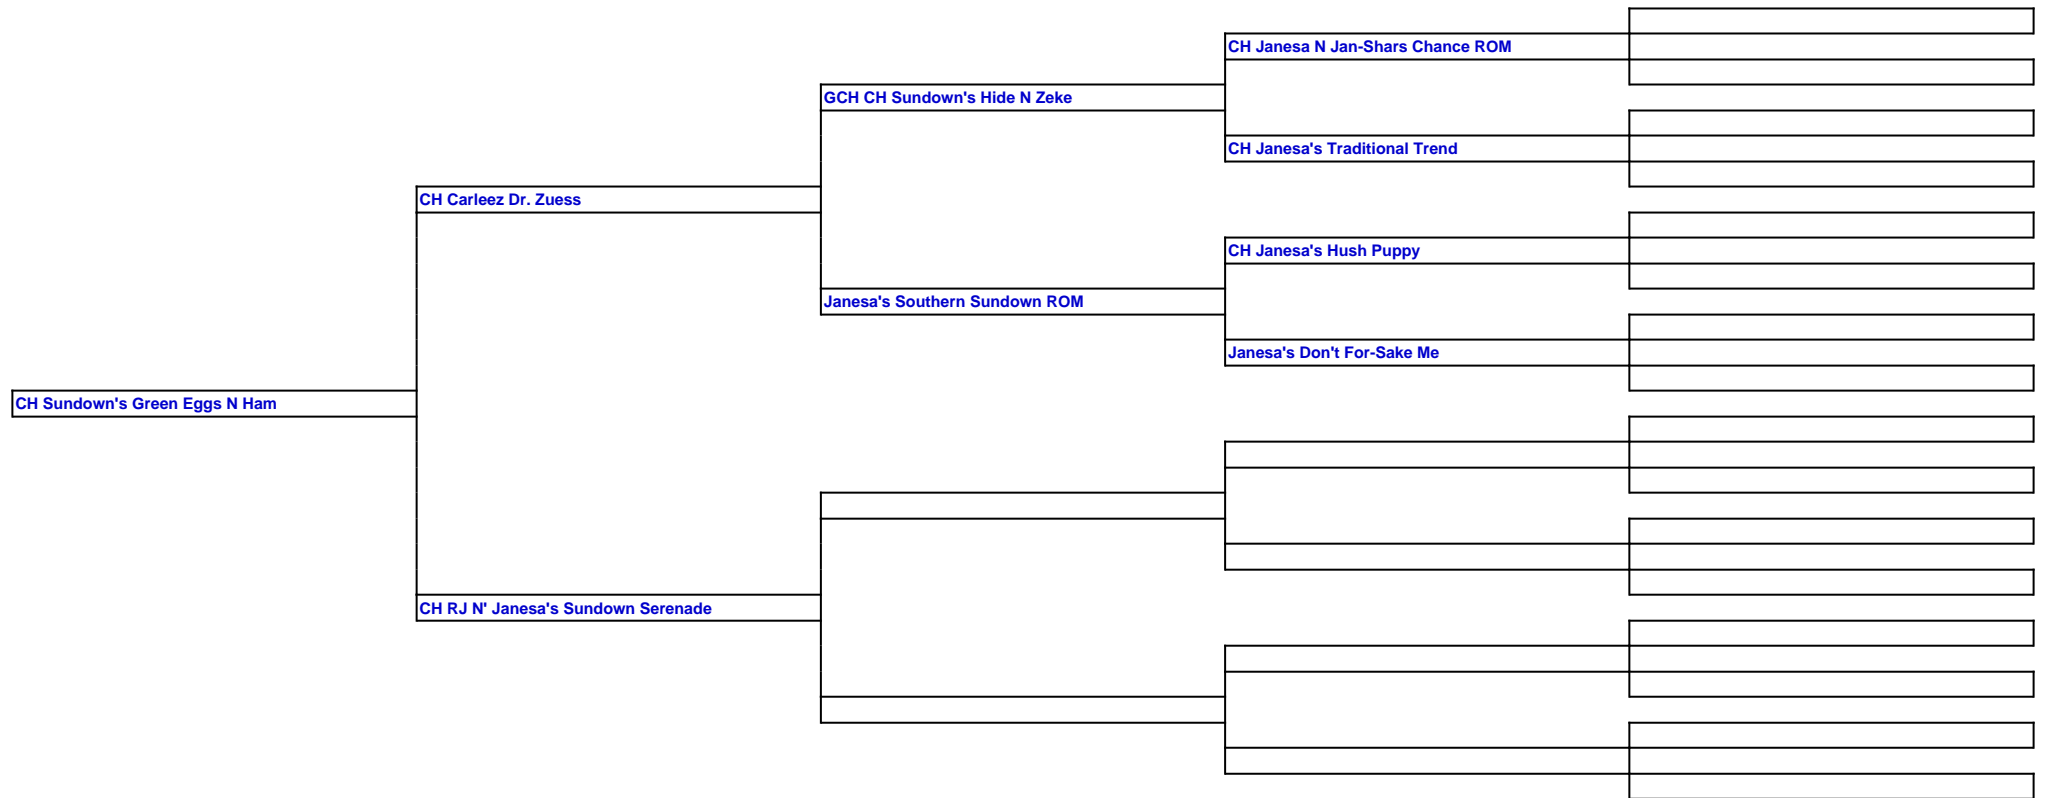 CH Janesa N Jan-Shars Chance ROM
GCH CH Sundown's Hide N Zeke
CH Janesa's Traditional Trend
CH Carleez Dr. Zuess
CH Janesa's Hush Puppy
Janesa's Southern Sundown ROM
Janesa's Don't For-Sake Me
CH Sundown's Green Eggs N Ham
CH RJ N' Janesa's Sundown Serenade